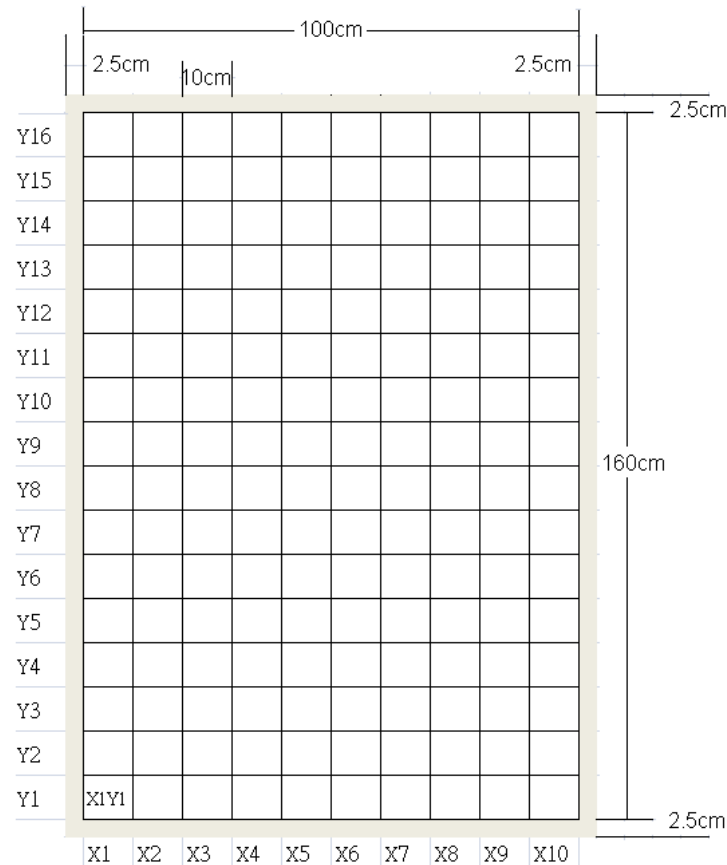 100cm
2.5cm
10cm
2.5cm
2.5cm
Y16
Y15
Y14
Y13
Y12
Y11
Y10
Y9
160cm
Y8
Y7
Y6
Y5
Y4
Y3
Y2
Y1
X1Y1
2.5cm
X1 X2 X3 X4 X5 X6 X7 X8 X9 X10